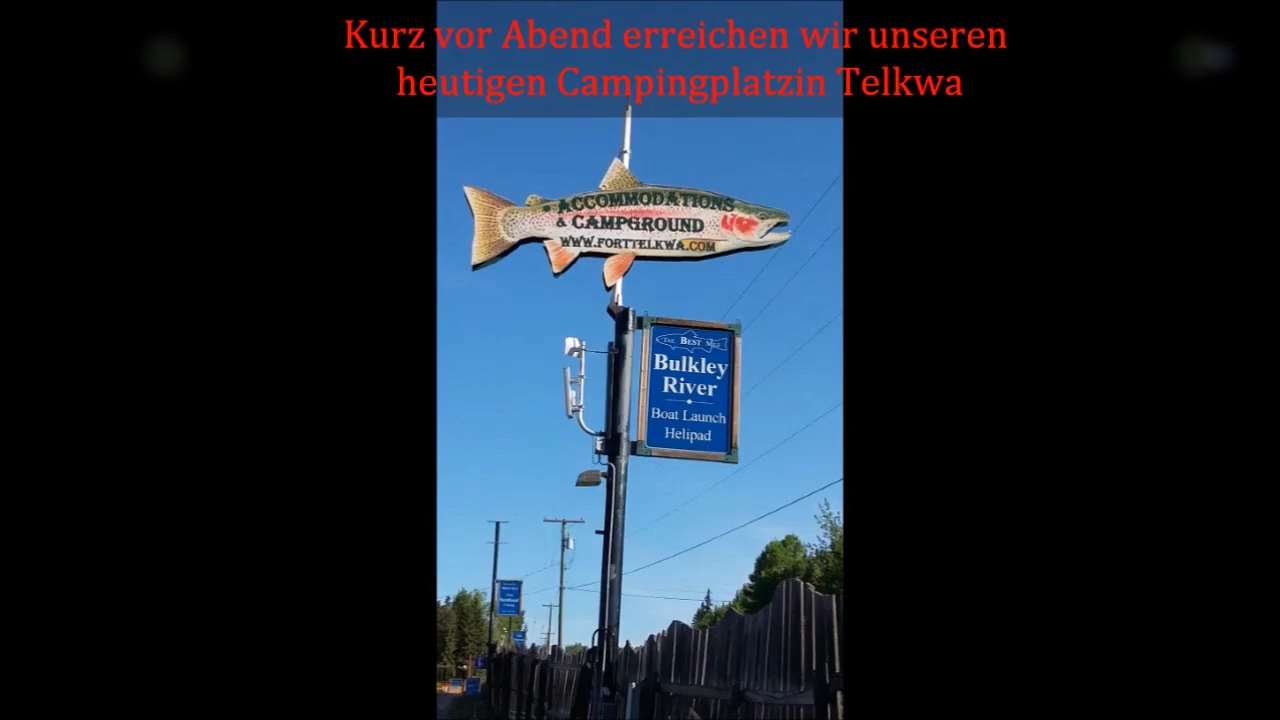 Kurz vor Abend erreichen wir unseren
heutigen Campingplatzin Telkwa
ACCOMMODATIONS
& CAMPGROUND
WWW.FORTTELKWA.COM
THE BEST MILE
Bulkley
River
Boat Launch
Helipad